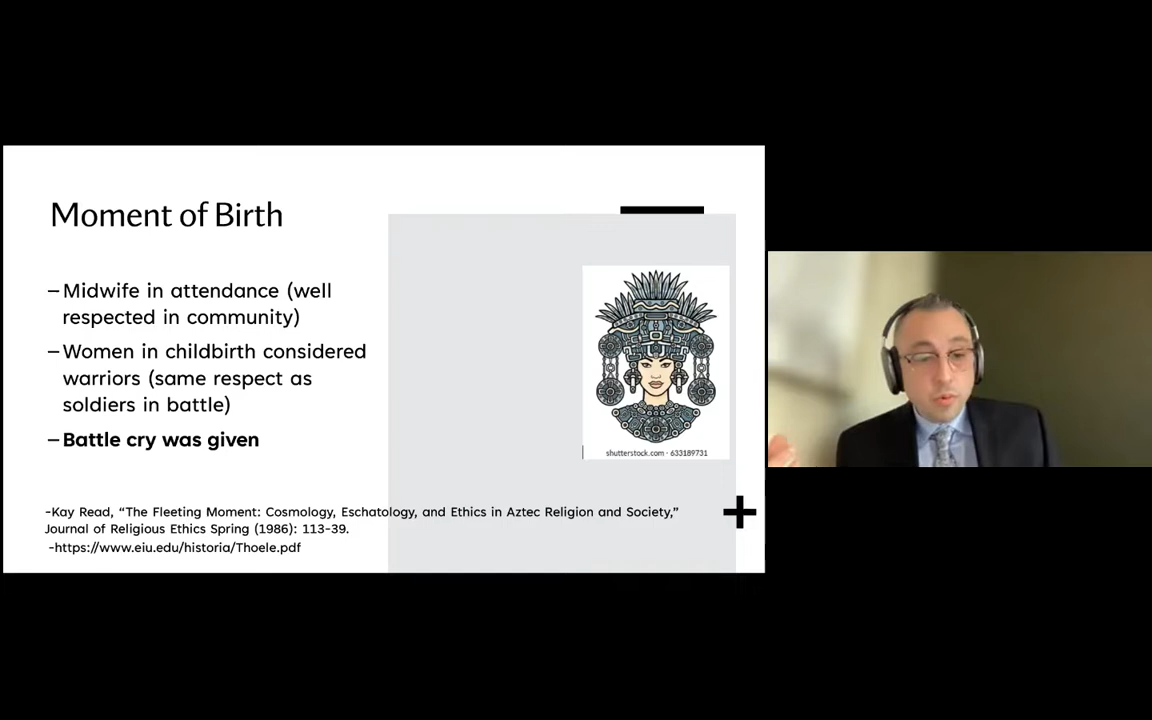 Moment of Birth
–Midwife in attendance (well
respected in community)
–Women in childbirth considered
warriors (same respect as
soldiers in battle)
–Battle cry was given
shutterstock.com · 633189731
-Kay Read, “The Fleeting Moment: Cosmology, Eschatology, and Ethics in Aztec Religion and Society,”
Journal of Religious Ethics Spring (1986): 113-39.
-https://www.eiu.edu/historia/Thoele.pdf